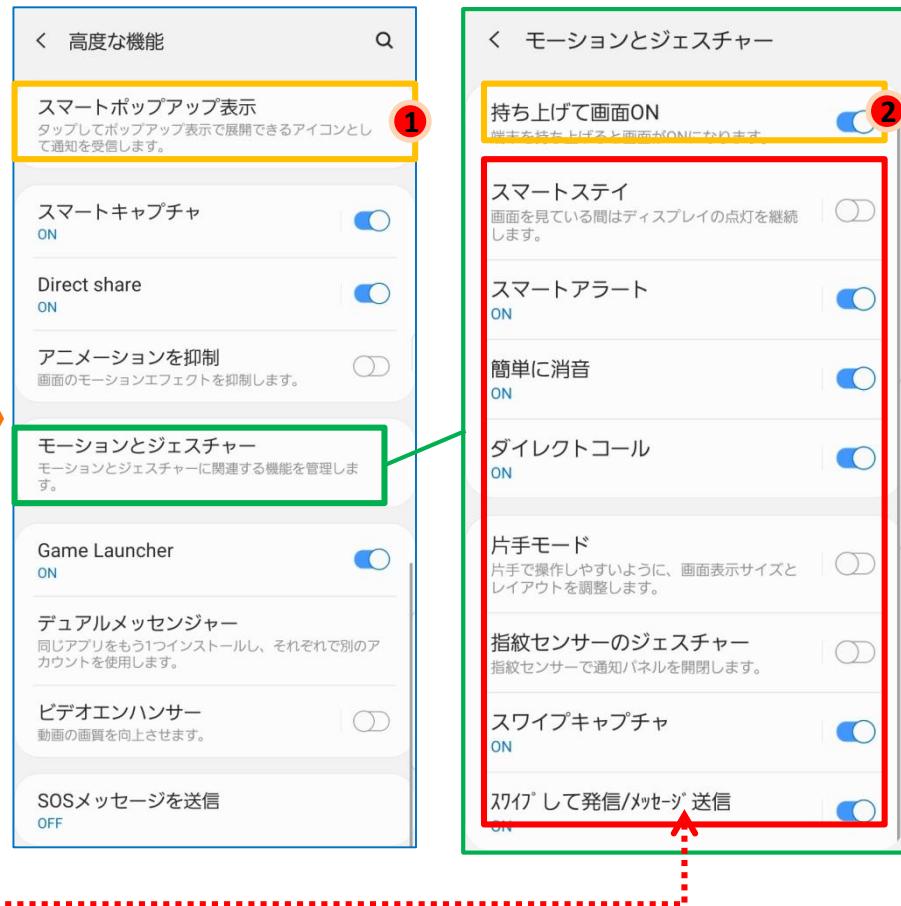 高度な機能
スマートポップアップ表示
タップしてポップアップ表示で展開できるアイコンとし
て通知を受信します。
1
スマートキャプチャ
ON
Direct share
ON
アニメーションを抑制
画面のモーションエフェクトを抑制します。
モーションとジェスチャー
モーションとジェスチャーに関連する機能を管理しま
す。
Game Launcher
ON
デュアルメッセンジャー
同じアプリをもう1つインストールし、それぞれで別のア
カウントを使用します。
ビデオエンハンサー
動画の画質を向上させます。
SOSメッセージを送信
OFF
モーションとジェスチャー
持ち上げて画面ON
端末を持ち上げると画面がONになります。
2
スマートステイ
画面を見ている間はディスプレイの点灯を継続
します。
スマートアラート
ON
簡単に消音
ON
ダイレクトコール
ON
片手モード
片手で操作しやすいように、画面表示サイズと
レイアウトを調整します。
指紋センサーのジェスチャー
指紋センサーで通知パネルを開閉します。
スワイプキャプチャ
ON
ｽﾜｲﾌﾟして発信/ﾒｯｾｰｼﾞ送信
ON